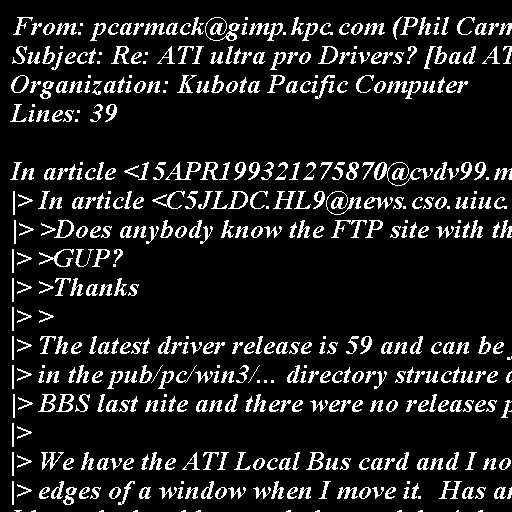 From: pcarmack@gimp.kpc.com (Phil Carm
Subject: Re: ATI ultra pro Drivers? [bad AT
Organization: Kubota Pacific Computer
Lines: 39

In article <15APR199321275870@cvdv99.m
|> In article <C5JLDC.HL9@news.cso.uiuc.
|> >Does anybody know the FTP site with th
|> >GUP?
|> >Thanks
|> >
|> The latest driver release is 59 and can be
|> in the pub/pc/win3/... directory structure
|> BBS last nite and there were no releases p
|>
|> We have the ATI Local Bus card and I no
|> edges of a window when I move it.  Has an